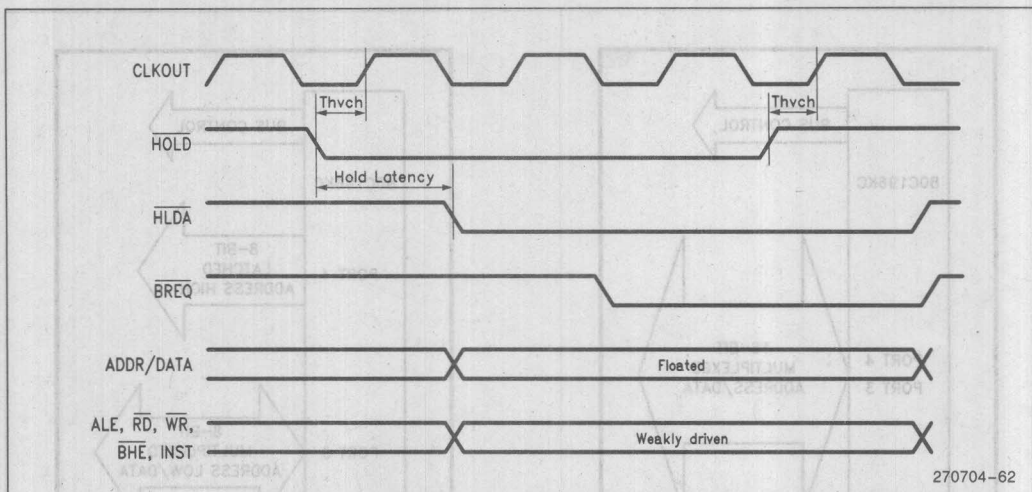 CLKOUT
Thvch
Thvch
HOLD
Hold Latency
HLDA
BREQ
ADDR/DATA
Floated
ALE, RD, WR,
BHE, INST
Weakly driven
270704-62